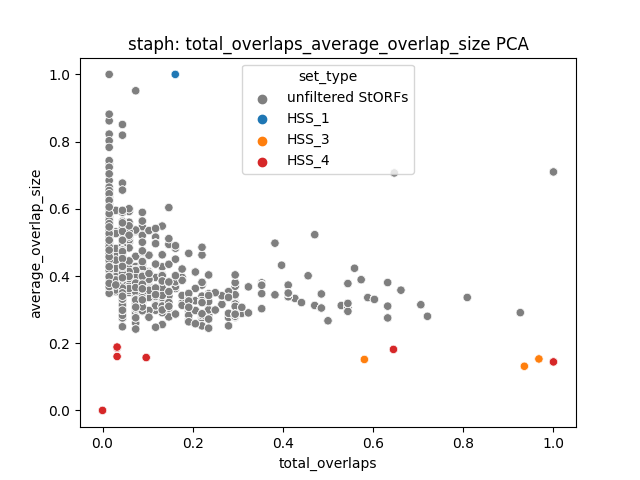 staph: total_overlaps_average_overlap_size PCA
set_type
unfiltered StORFs
HSS_1
HSS_3
HSS_4
1.0
0.8
0.6
0.4
0.2
0.0
average_overlap_size
0.0 0.2 0.4 0.6 0.8 1.0
total_overlaps